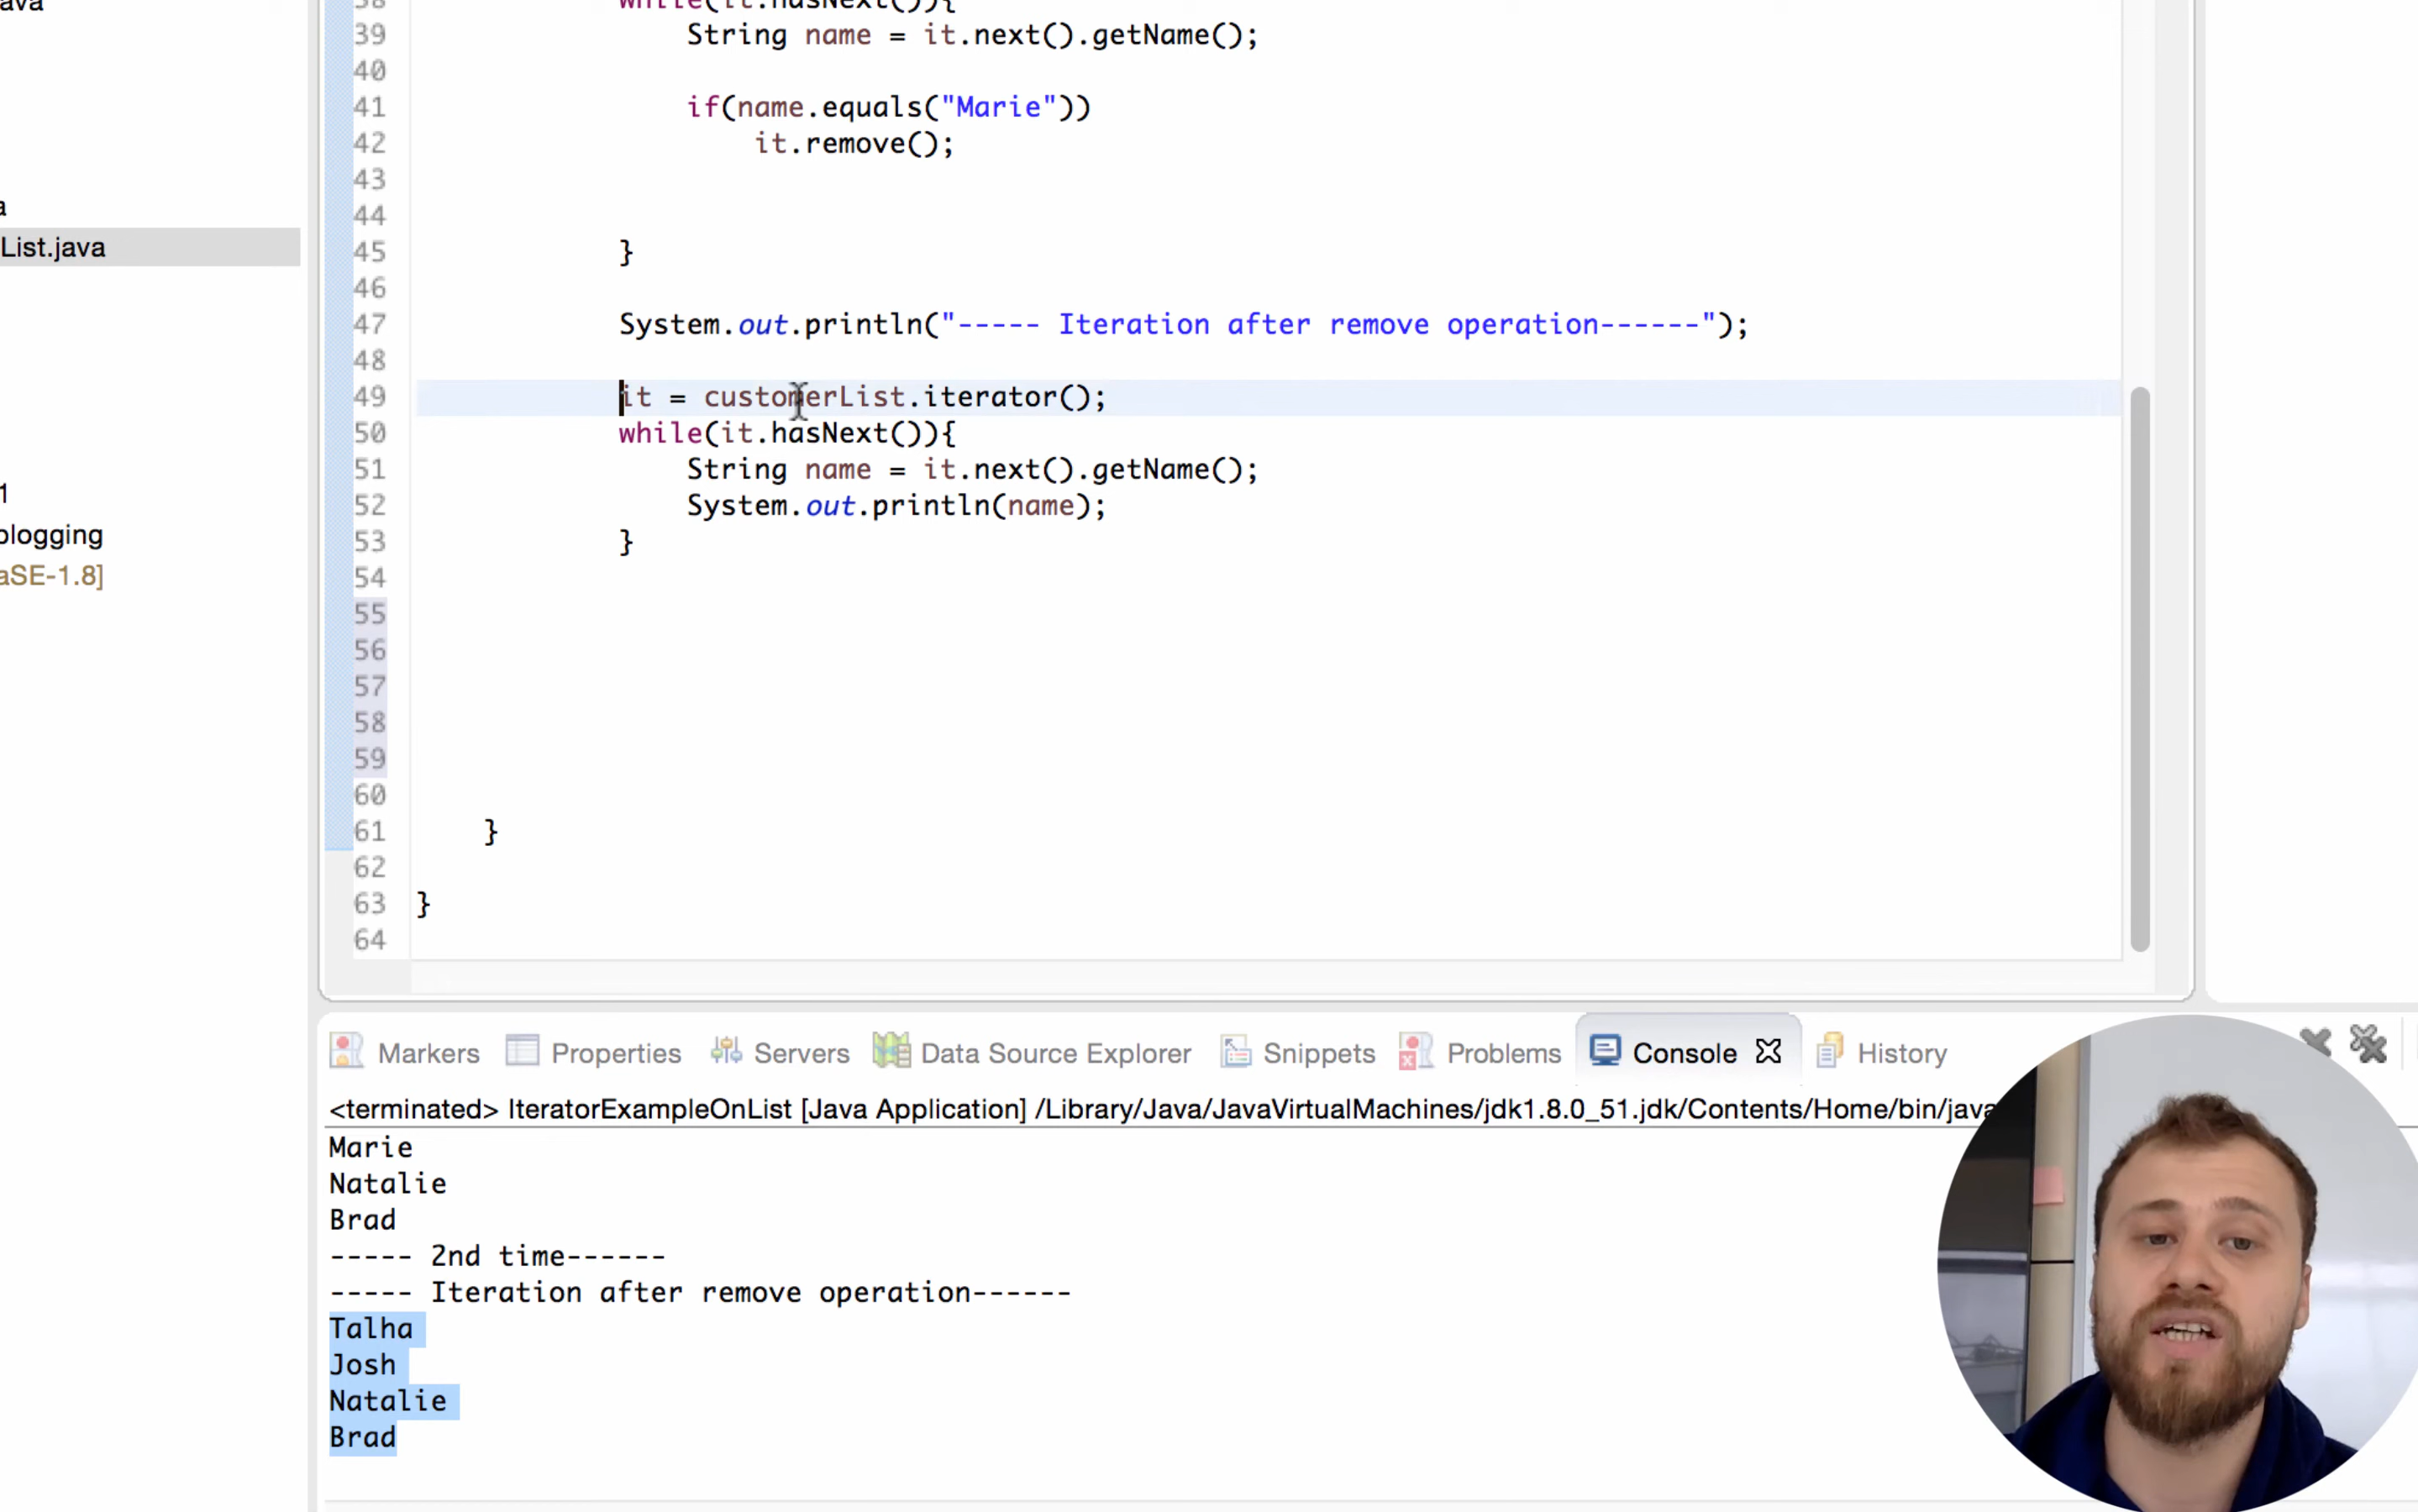 ava
a
List.java
1
ologging
aSE-1.8]
38 while(it.hasNext()){
39 String name = it.next().getName();
40
41 if(name.equals("Marie"))
42 it.remove();
43
44
45 }
46
47 System.out.println("----- Iteration after remove operation------");
48
49 it = customerList.iterator();
50 while(it.hasNext()){
51 String name = it.next().getName();
52 System.out.println(name);
53 }
54
55
56
57
58
59
60
61 }
62
63 }
64
Markers Properties Servers Data Source Explorer Snippets Problems Console History
<terminated> IteratorExampleOnList [Java Application] /Library/Java/JavaVirtualMachines/jdk1.8.0_51.jdk/Contents/Home/bin/java
Marie
Natalie
Brad
----- 2nd time------
----- Iteration after remove operation------
Talha
Josh
Natalie
Brad